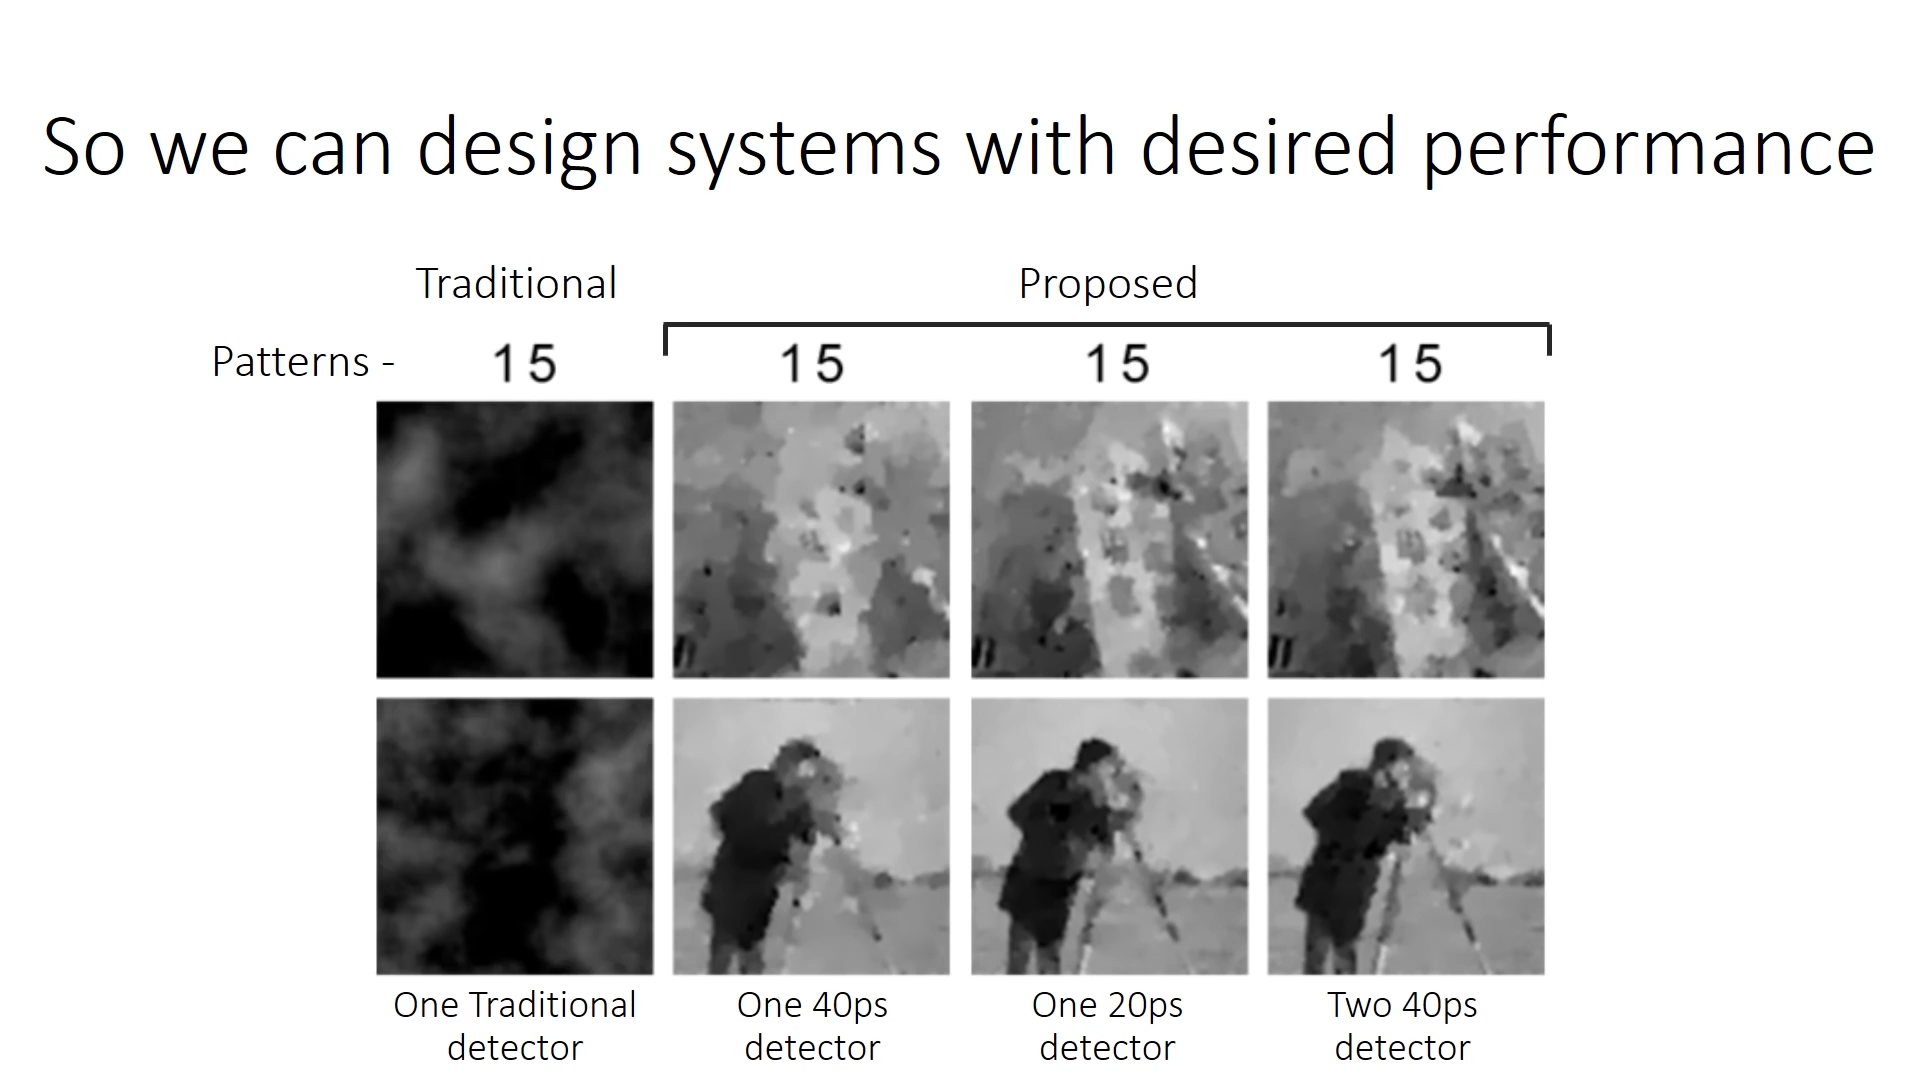 So we can design systems with desired performance
Traditional
Proposed
Patterns -
15
15
15
15
One Traditional
detector
One 40ps
detector
One 20ps
detector
Two 40ps
detector